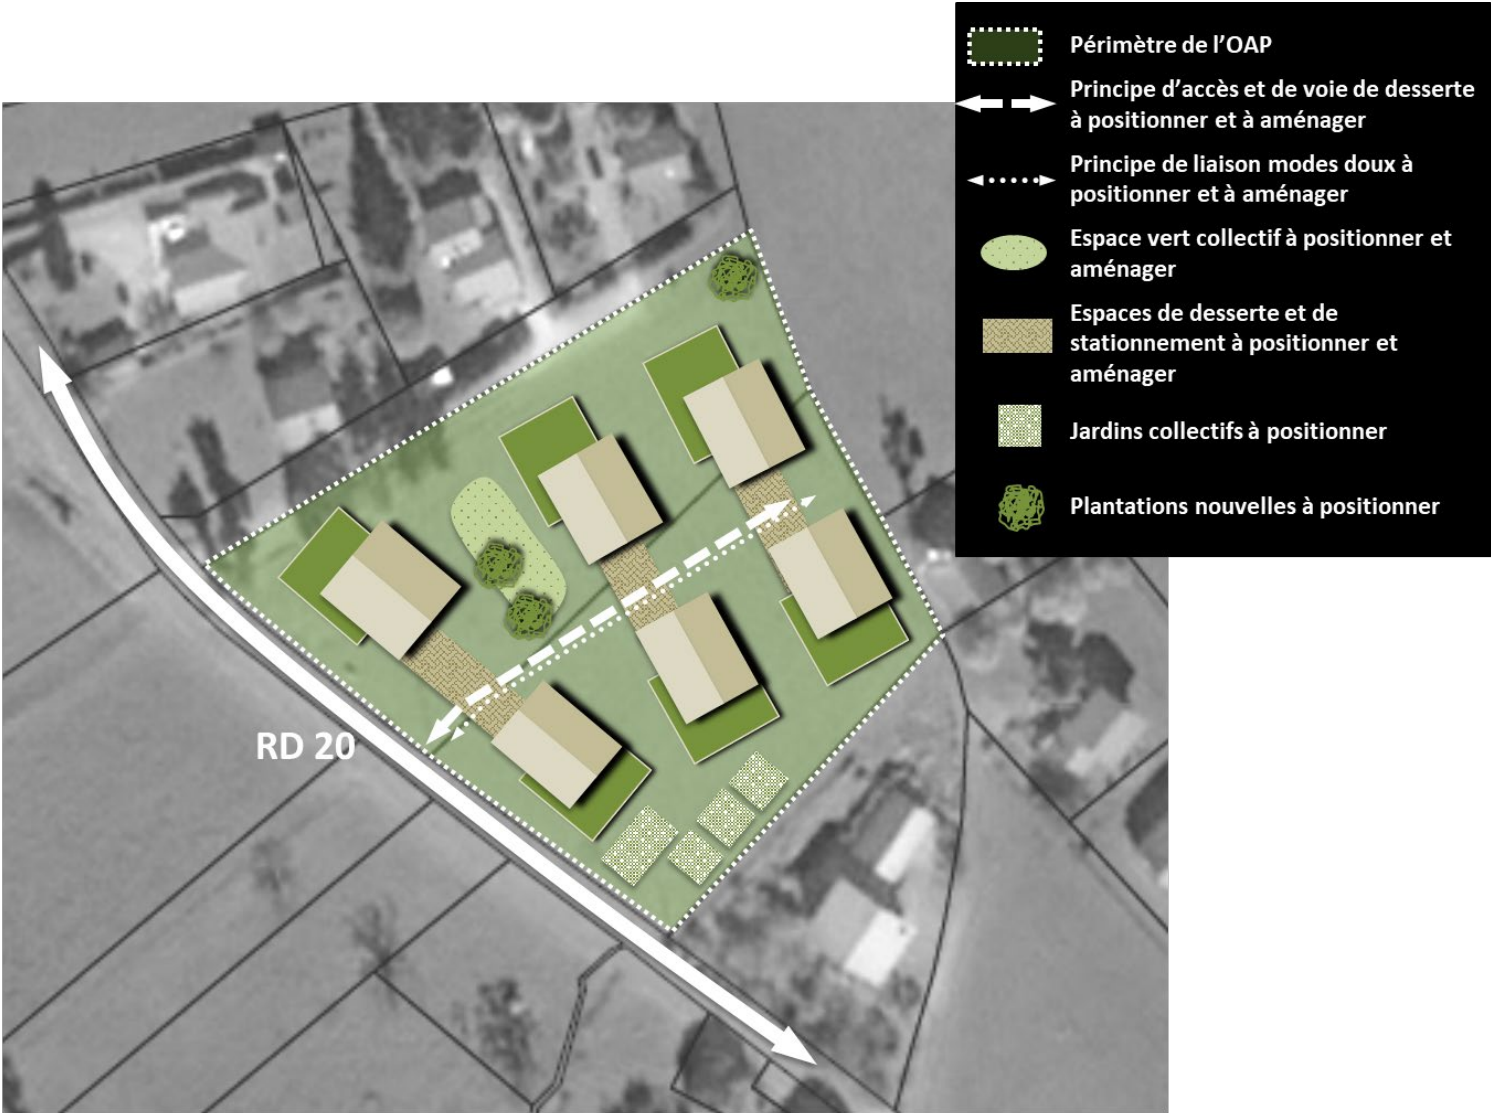 Périmètre de l’OAP
Principe d’accès et de voie de desserte
à positionner et à aménager
Principe de liaison modes doux à
positionner et à aménager
Espace vert collectif à positionner et
aménager
Espaces de desserte et de
stationnement à positionner et
aménager
Jardins collectifs à positionner
Plantations nouvelles à positionner
RD 20